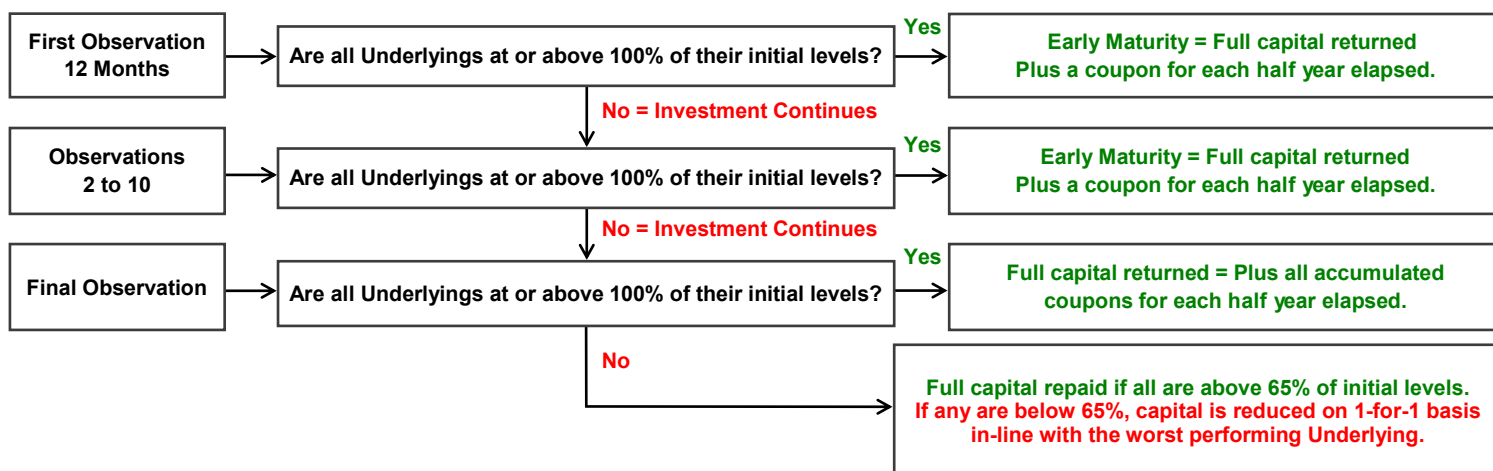 First Observation
12 Months
Are all Underlyings at or above 100% of their initial levels?
Yes
Early Maturity = Full capital returned
Plus a coupon for each half year elapsed.
No = Investment Continues
Observations
2 to 10
Are all Underlyings at or above 100% of their initial levels?
Yes
Early Maturity = Full capital returned
Plus a coupon for each half year elapsed.
No = Investment Continues
Final Observation
Are all Underlyings at or above 100% of their initial levels?
Yes
Full capital returned = Plus all accumulated
coupons for each half year elapsed.
No
Full capital repaid if all are above 65% of initial levels.
If any are below 65%, capital is reduced on 1-for-1 basis
in-line with the worst performing Underlying.